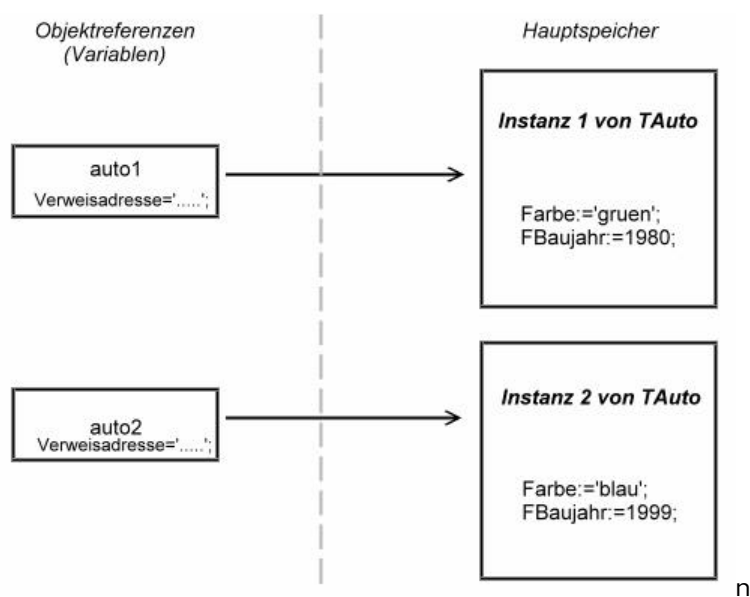 Objektreferenzen
(Variablen)
Hauptspeicher
auto1
Verweisadresse='.....';
Instanz 1 von TAuto
Farbe:='gruen';
FBaujahr:=1980;
auto2
Verweisadresse='.....';
Instanz 2 von TAuto
Farbe:='blau';
FBaujahr:=1999;
n